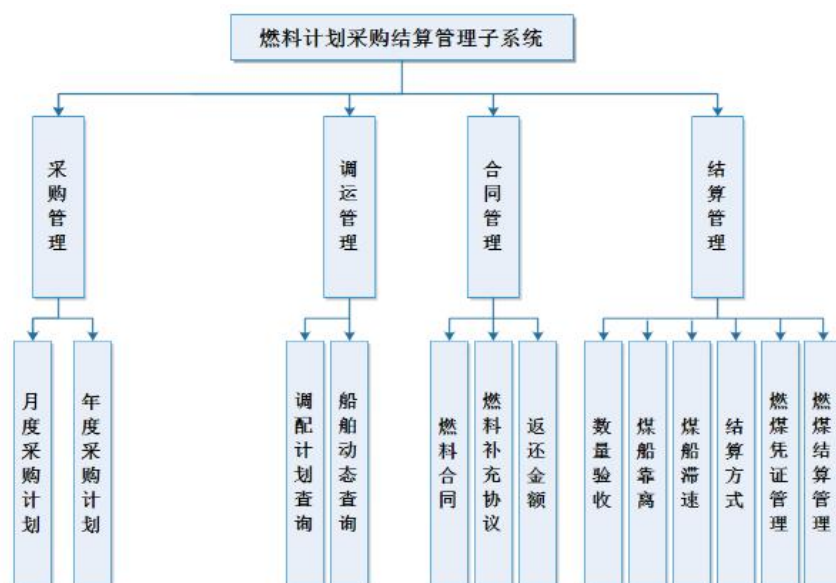 燃料计划采购结算管理子系统
采购管理
调运管理
合同管理
结算管理
月度采购计划
年度采购计划
调配计划查询
船舶动态查询
燃料合同
燃料补充协议
返还金额
数量验收
煤船靠离
煤船滞速
结算方式
燃煤凭证管理
燃煤结算管理